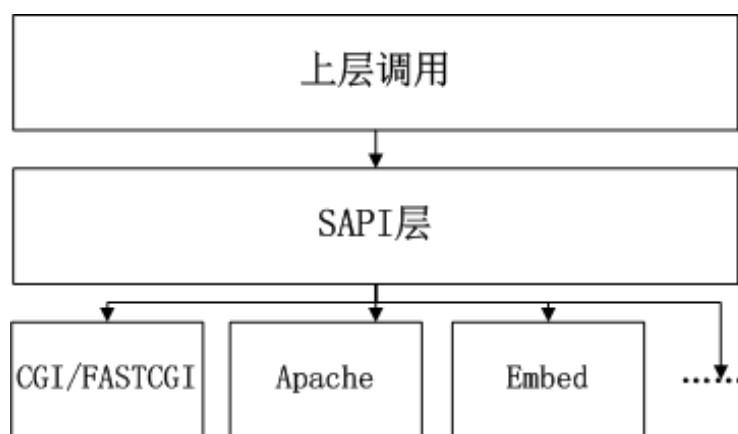 上层调用
SAPI层
CGI/FASTCGI
Apache
Embed
……